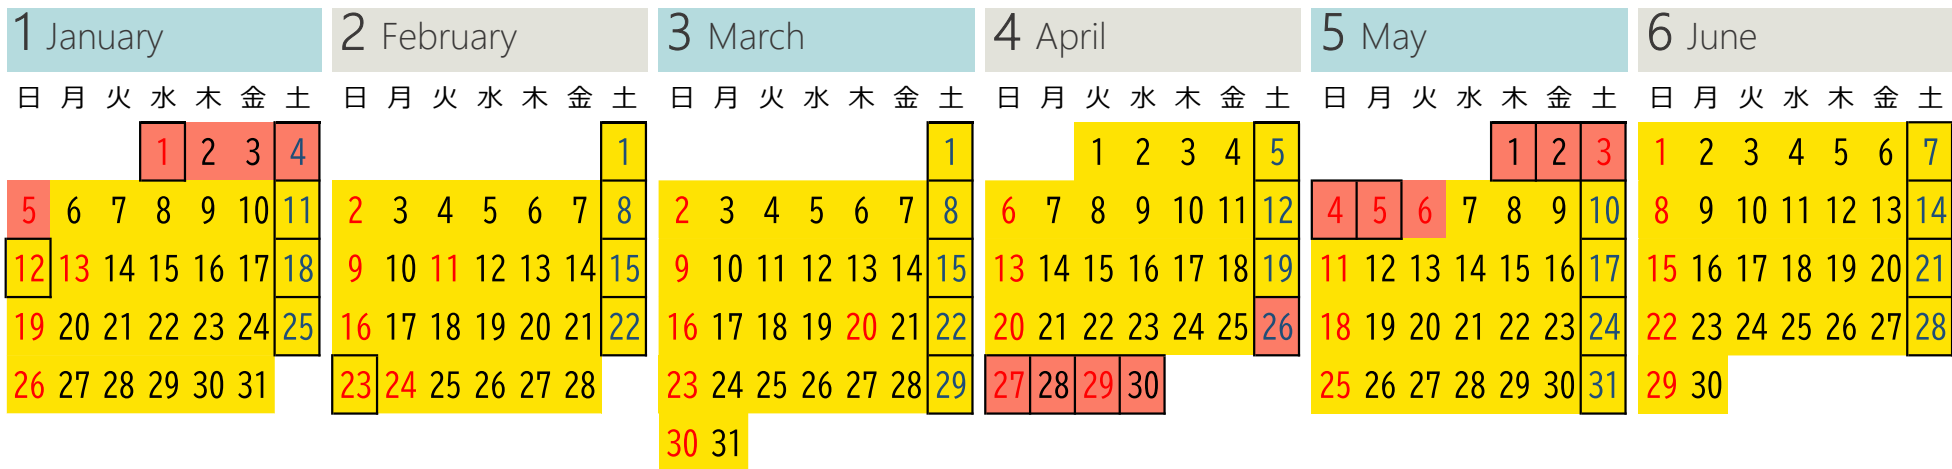 1 January
日 月 火 水 木 金 土
1 2 3 4
5 6 7 8 9 10 11
12 13 14 15 16 17 18
19 20 21 22 23 24 25
26 27 28 29 30 31
2 February
日 月 火 水 木 金 土
1
2 3 4 5 6 7 8
9 10 11 12 13 14 15
16 17 18 19 20 21 22
23 24 25 26 27 28
3 March
日 月 火 水 木 金 土
1
2 3 4 5 6 7 8
9 10 11 12 13 14 15
16 17 18 19 20 21 22
23 24 25 26 27 28 29
30 31
4 April
日 月 火 水 木 金 土
1 2 3 4 5
6 7 8 9 10 11 12
13 14 15 16 17 18 19
20 21 22 23 24 25 26
27 28 29 30
5 May
日 月 火 水 木 金 土
1 2 3
4 5 6 7 8 9 10
11 12 13 14 15 16 17
18 19 20 21 22 23 24
25 26 27 28 29 30 31
6 June
日 月 火 水 木 金 土
1 2 3 4 5 6 7
8 9 10 11 12 13 14
15 16 17 18 19 20 21
22 23 24 25 26 27 28
29 30